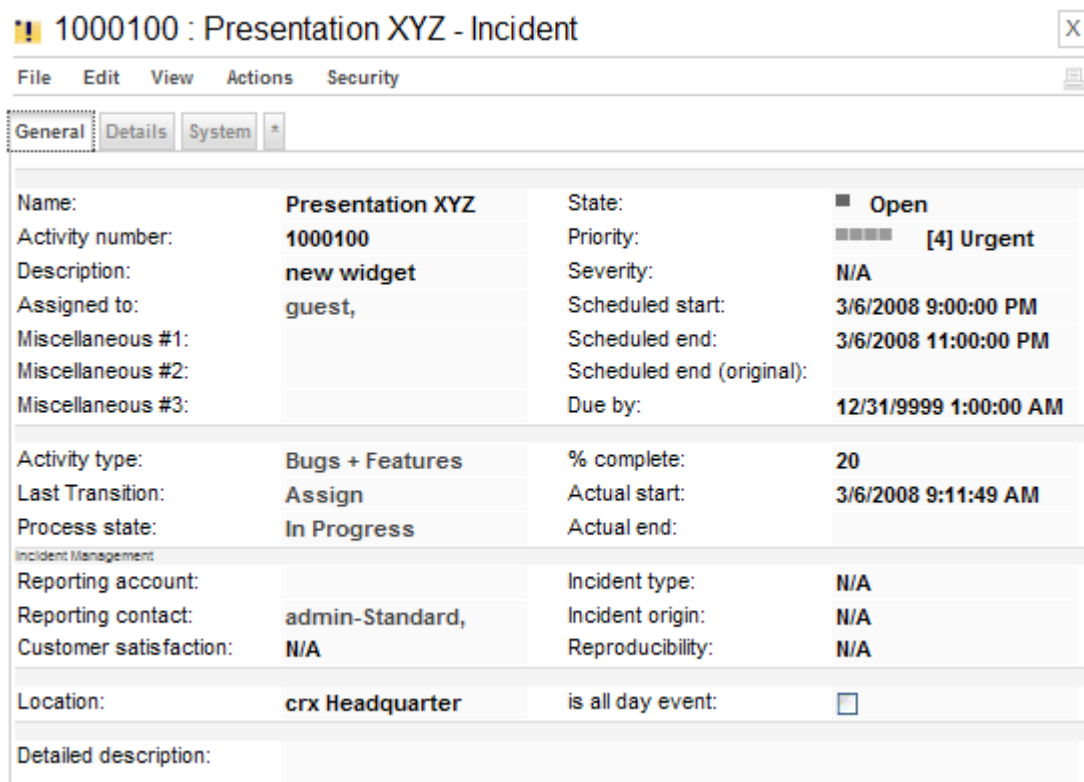 1000100 : Presentation XYZ - Incident X
File Edit View Actions Security
General Details System *
Name: Presentation XYZ State: Open
Activity number: 1000100 Priority: [4] Urgent
Description: new widget Severity: N/A
Assigned to: guest, Scheduled start: 3/6/2008 9:00:00 PM
Miscellaneous #1: Scheduled end: 3/6/2008 11:00:00 PM
Miscellaneous #2: Scheduled end (original):
Miscellaneous #3: Due by: 12/31/9999 1:00:00 AM
Activity type: Bugs + Features % complete: 20
Last Transition: Assign Actual start: 3/6/2008 9:11:49 AM
Process state: In Progress Actual end:
Incident Management
Reporting account: Incident type: N/A
Reporting contact: admin-Standard, Incident origin: N/A
Customer satisfaction: N/A Reproducibility: N/A
Location: crx Headquarter is all day event:
Detailed description: